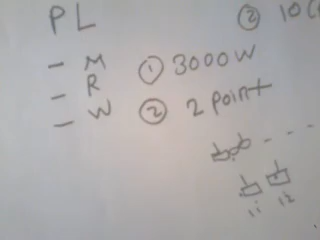 PL
② 10
- M
- R
- W
① 3000W
② 2 point
11 12